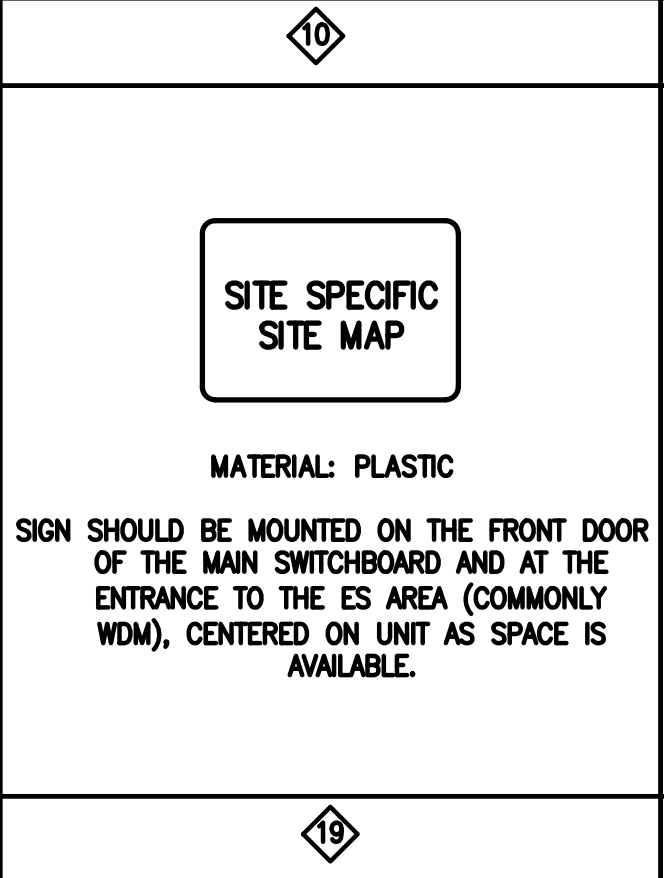 10
SITE SPECIFIC
SITE MAP
MATERIAL: PLASTIC
SIGN SHOULD BE MOUNTED ON THE FRONT DOOR
OF THE MAIN SWITCHBOARD AND AT THE
ENTRANCE TO THE ES AREA (COMMONLY
WDM), CENTERED ON UNIT AS SPACE IS
AVAILABLE.
19